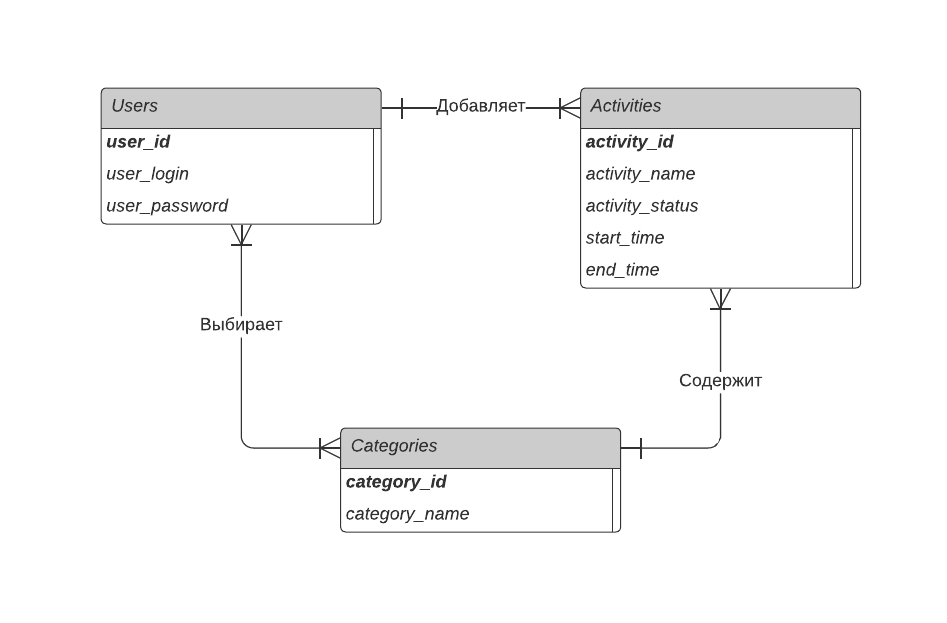 Users
user_id
user_login
user_password
Добавляет
Activities
activity_id
activity_name
activity_status
start_time
end_time
Выбирает
Содержит
Categories
category_id
category_name